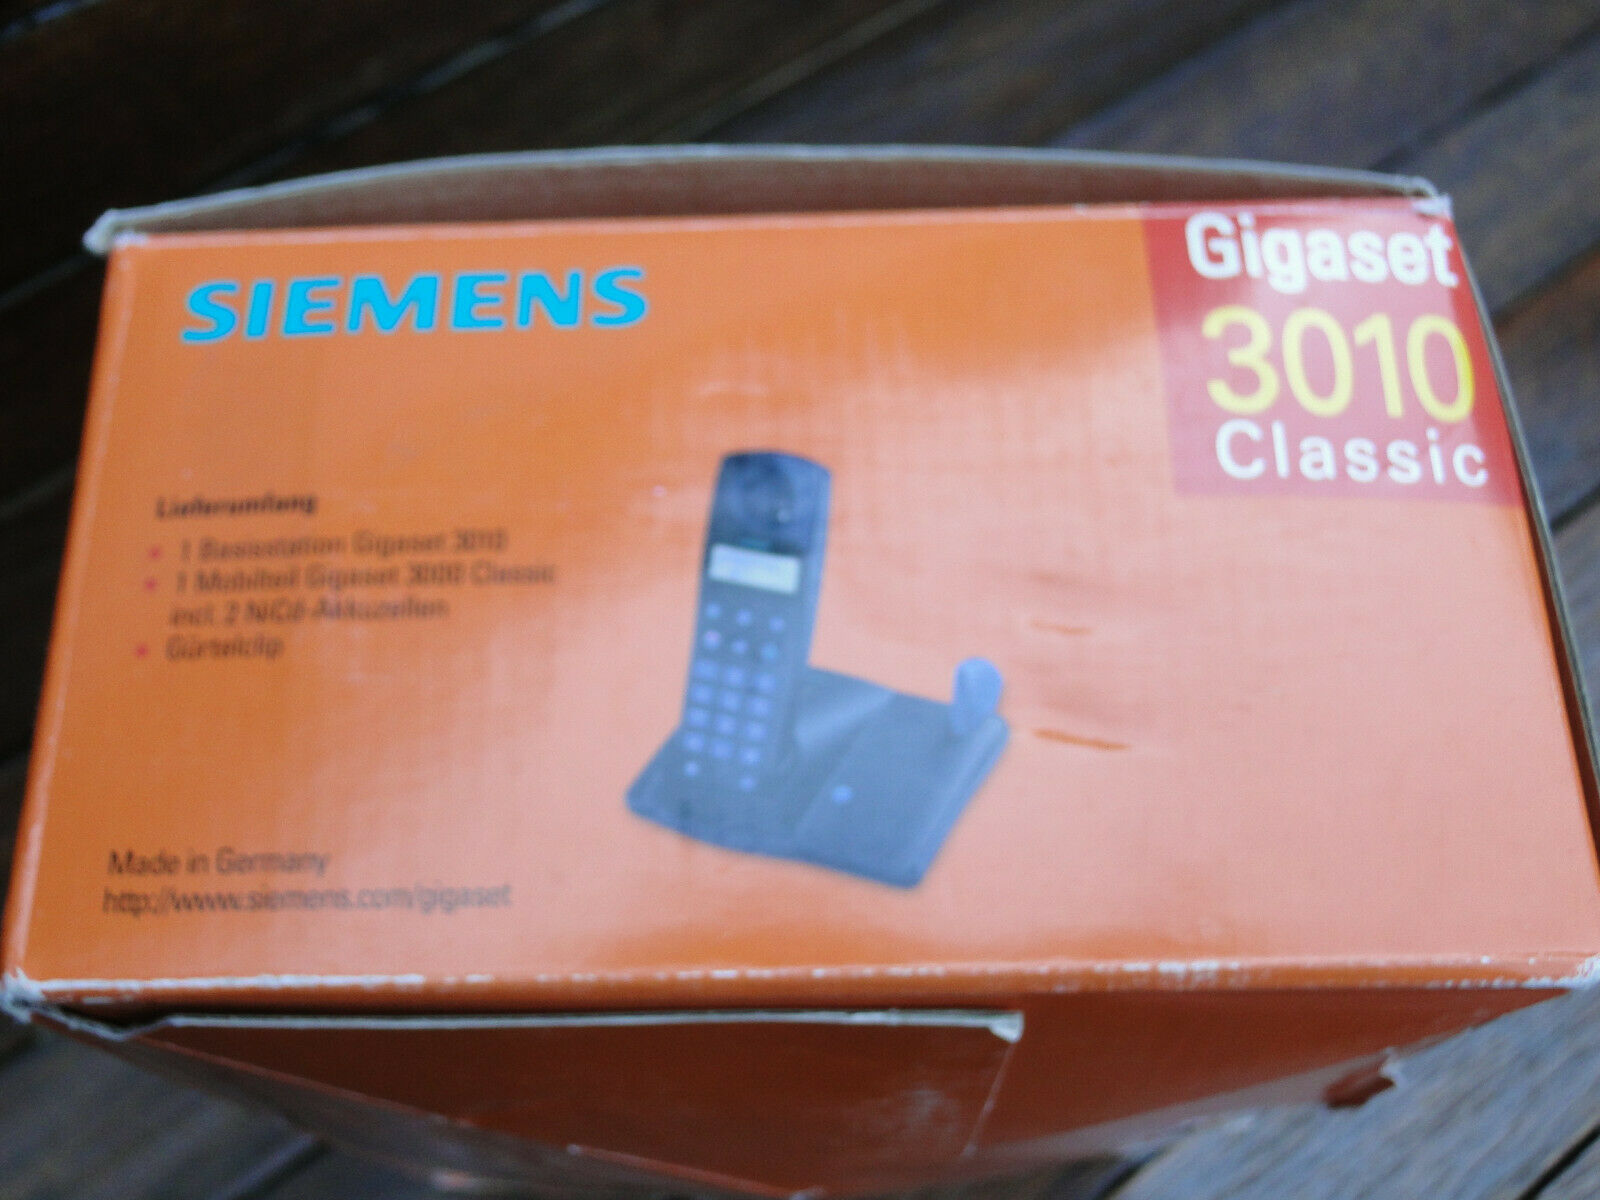 SIEMENS
Gigaset
3010
Classic
Lieferumfang
• 1 Basisstation Gigaset 3010
• 1 Mobilteil Gigaset 3000 Classic
incl. 2 NiCd-Akkuzellen
• Gürtelclip
Made in Germany
http://www.siemens.com/gigaset